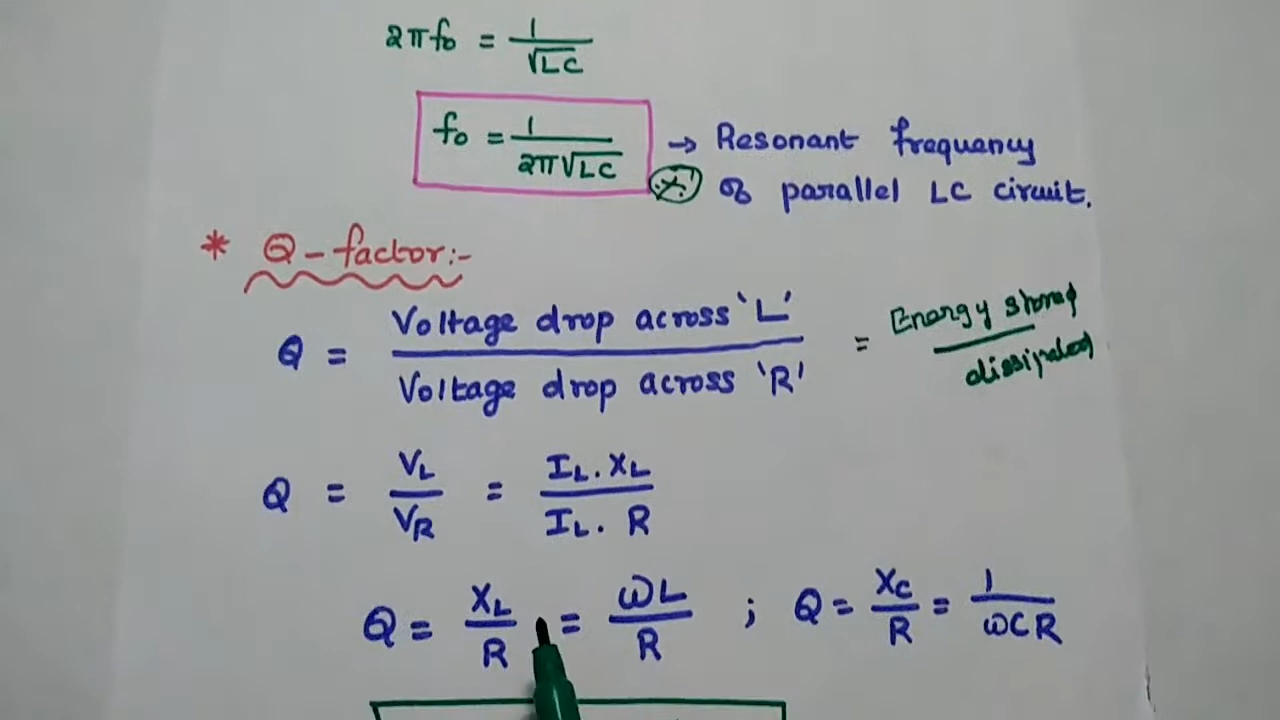 2πf₀ = 1/√LC
f₀ = 1/2π√LC → Resonant frequency
of parallel LC circuit.
* Q-factor:-
Q = Voltage drop across 'L' / Voltage drop across 'R' = Energy stored / dissipated
Q = V_L/V_R = I_L . X_L / I_L . R
Q = X_L/R = ωL/R ; Q = X_C/R = 1/ωCR